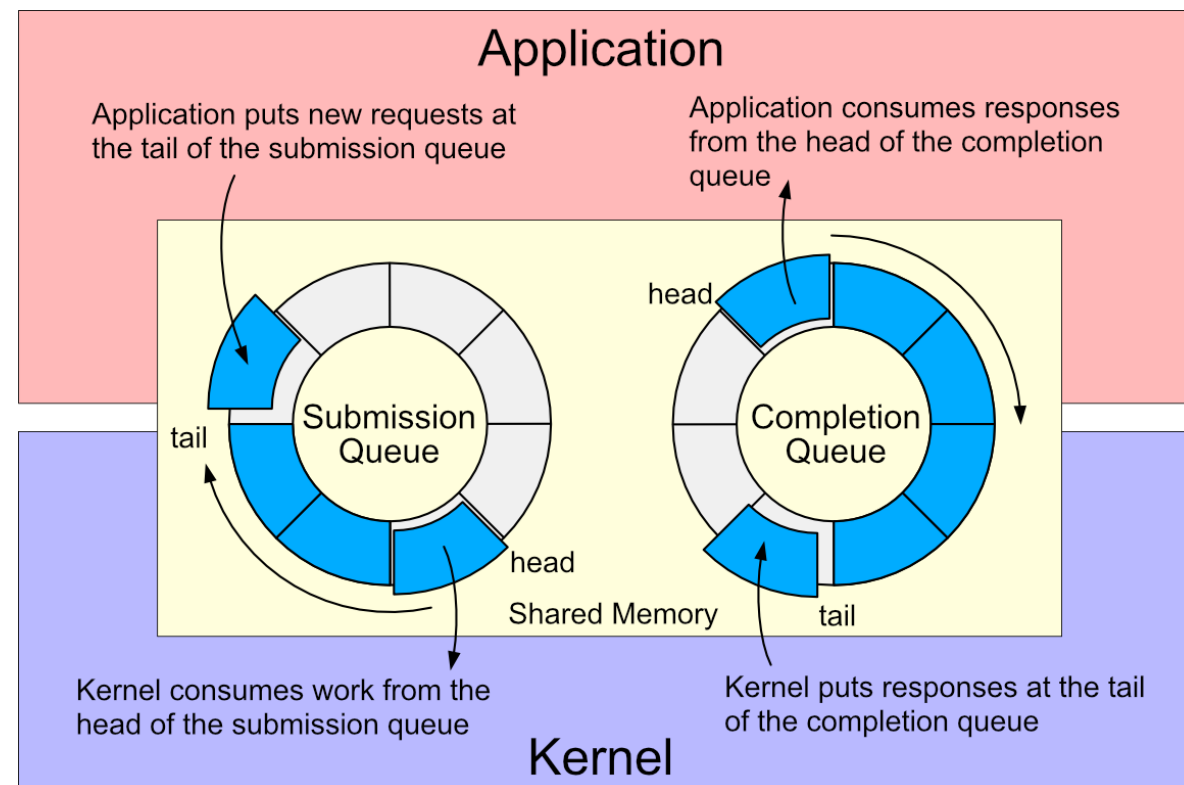 Application
Application puts new requests at
the tail of the submission queue
Application consumes responses
from the head of the completion
queue
head
Submission
Queue
tail
head
Completion
Queue
Shared Memory
tail
Kernel consumes work from the
head of the submission queue
Kernel puts responses at the tail
of the completion queue
Kernel